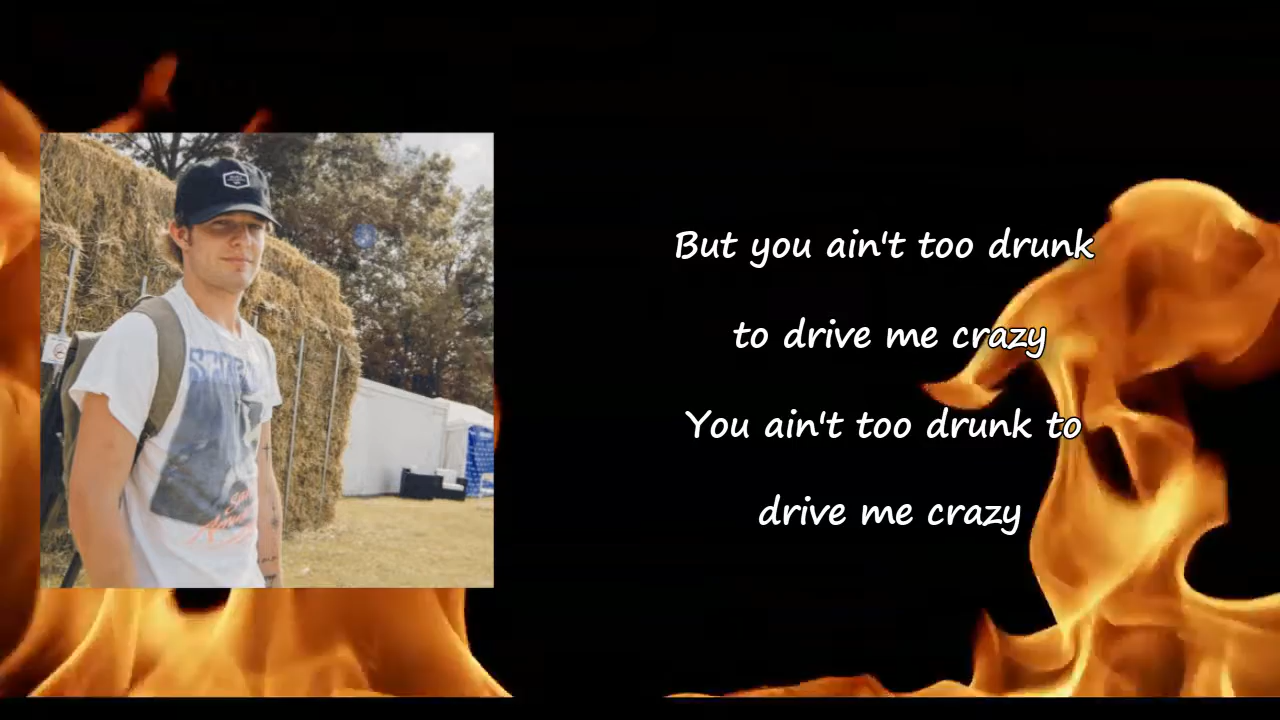 But you ain't too drunk
to drive me crazy
You ain't too drunk to
drive me crazy